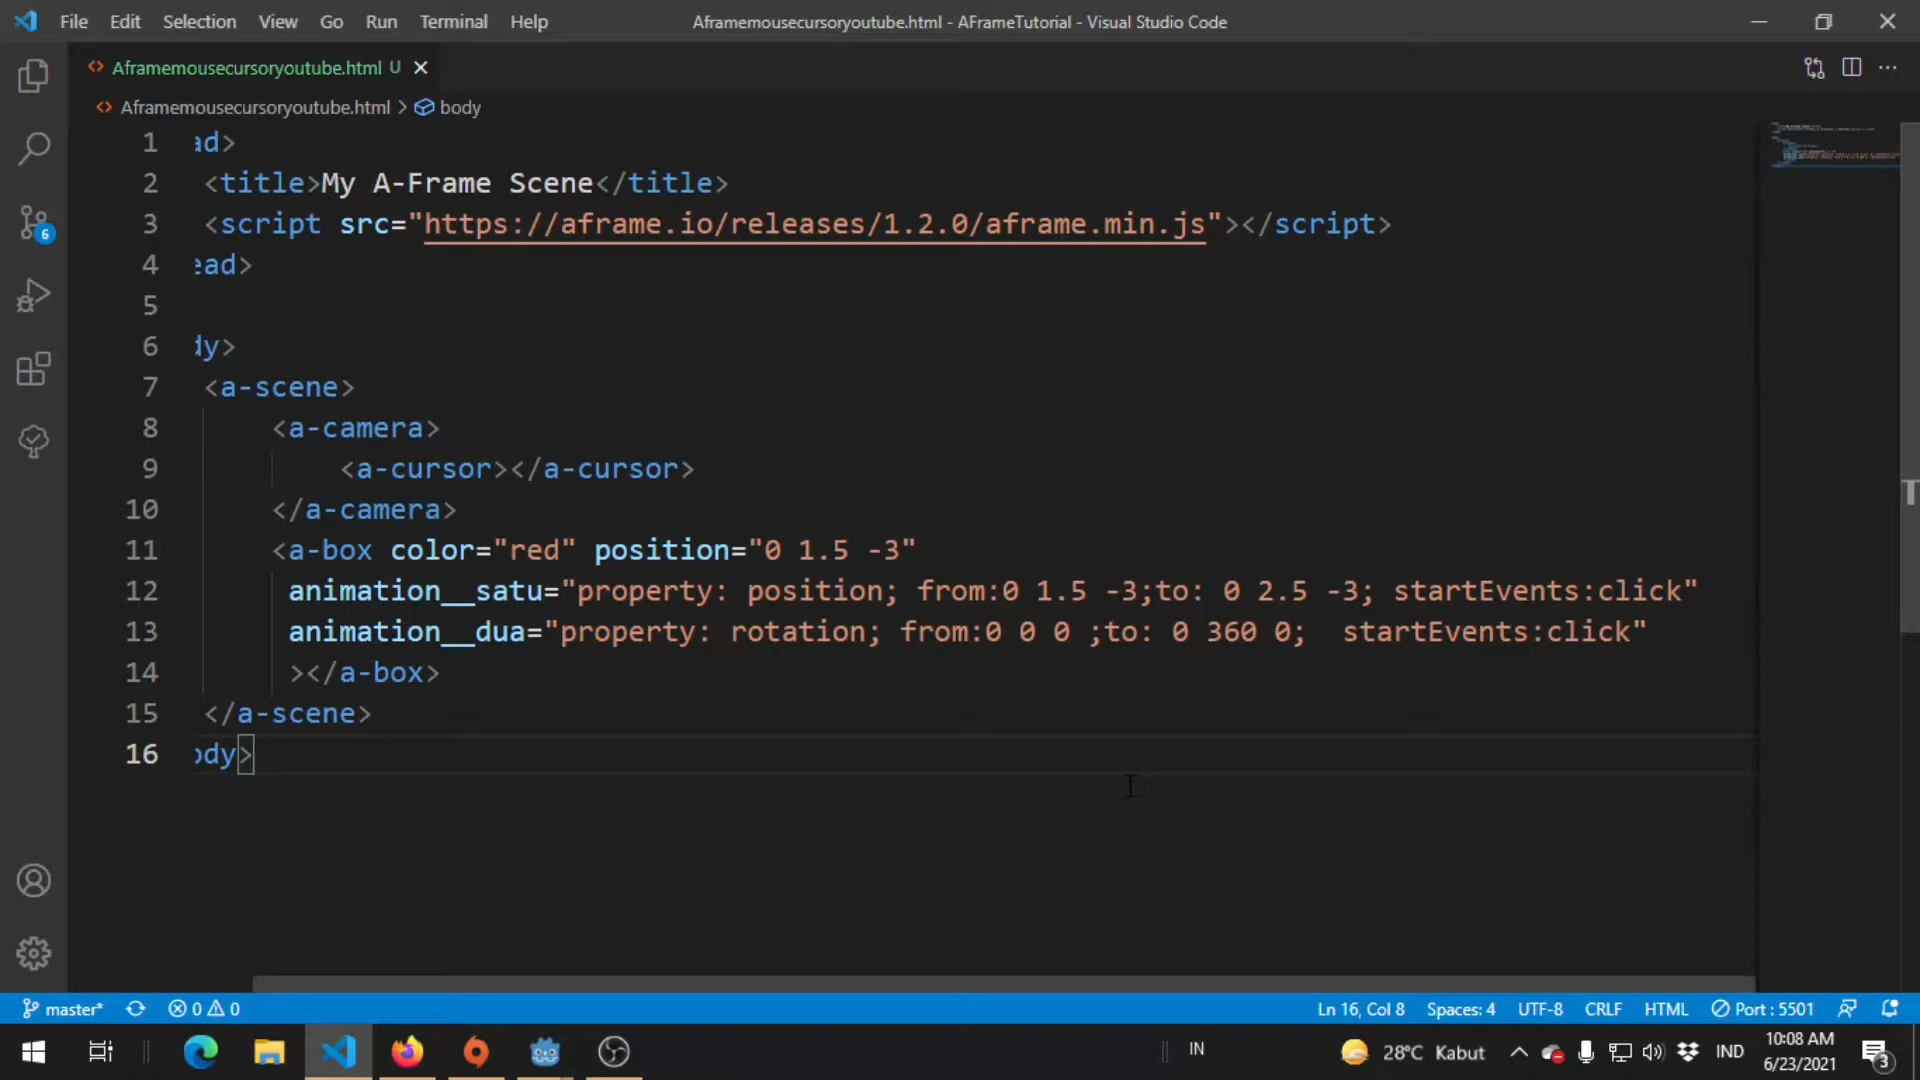 File Edit Selection View Go Run Terminal Help Aframemousecursoryoutube.html - AFrameTutorial - Visual Studio Code
Aframemousecursoryoutube.html U
Aframemousecursoryoutube.html > body
1 ad>
2 <title>My A-Frame Scene</title>
3 <script src="https://aframe.io/releases/1.2.0/aframe.min.js"></script>
4 ead>
5
6 dy>
7 <a-scene>
8 <a-camera>
9 <a-cursor></a-cursor>
10 </a-camera>
11 <a-box color="red" position="0 1.5 -3"
12 animation__satu="property: position; from:0 1.5 -3;to: 0 2.5 -3; startEvents:click"
13 animation__dua="property: rotation; from:0 0 0 ;to: 0 360 0;  startEvents:click"
14 ></a-box>
15 </a-scene>
16 ody>
6
master* 0 0 Ln 16, Col 8 Spaces: 4 UTF-8 CRLF HTML Port : 5501
IN 28°C Kabut IND 10:08 AM
6/23/2021 3